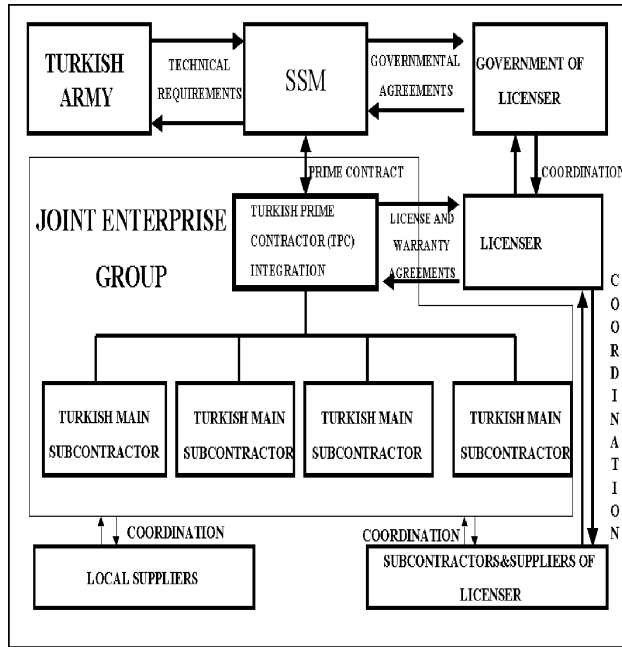 TURKISH
ARMY
TECHNICAL
REQUIREMENTS
SSM
GOVERNMENTAL
AGREEMENTS
GOVERNMENT OF
LICENSER
PRIME CONTRACT
COORDINATION
JOINT ENTERPRISE
GROUP
TURKISH PRIME
CONTRACTOR (TPC)
INTEGRATION
LICENSE AND
WARRANTY
AGREEMENTS
LICENSER
COORDINATION
TURKISH MAIN
SUBCONTRACTOR
TURKISH MAIN
SUBCONTRACTOR
TURKISH MAIN
SUBCONTRACTOR
TURKISH MAIN
SUBCONTRACTOR
COORDINATION
COORDINATION
LOCAL SUPPLIERS
SUBCONTRACTORS&SUPPLIERS OF
LICENSER